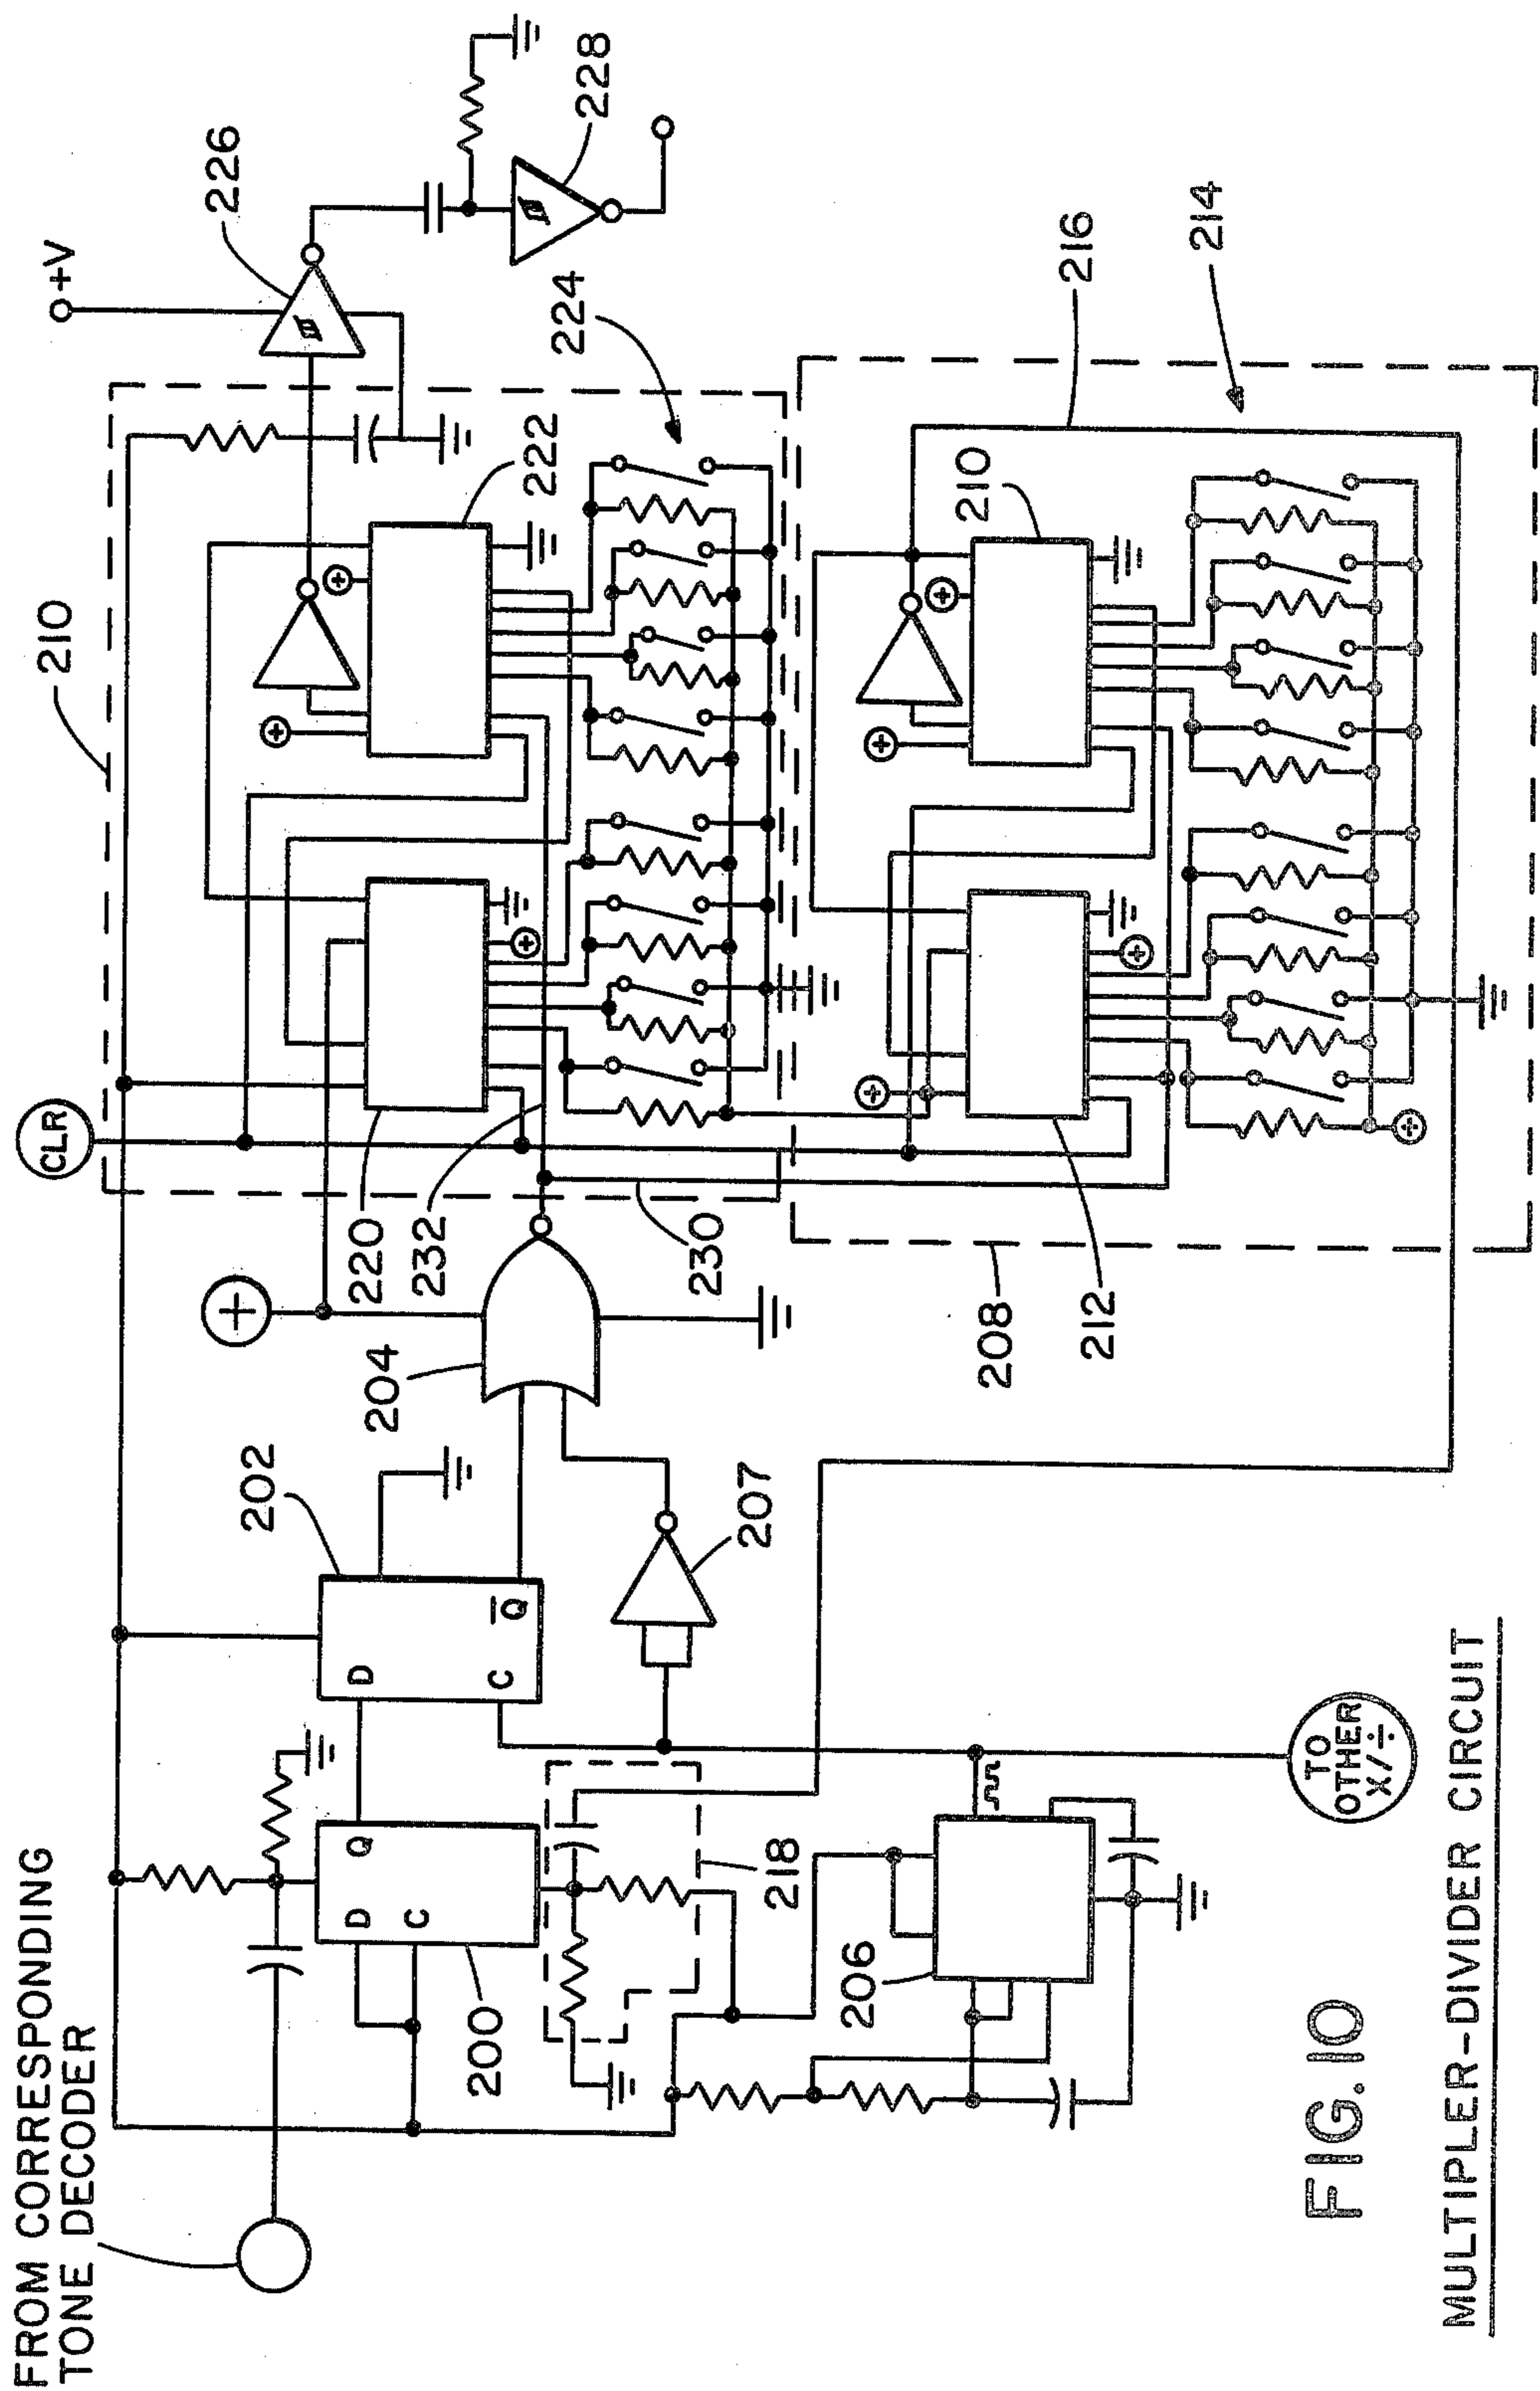 FROM CORRESPONDING
TONE DECODER
200
D
C
Q
202
D
C
Q
204
206
207
218
TO
OTHER
X/÷
CLR
+V
210
220
222
224
226
228
230
232
208
210
212
214
216
FIG.10
MULTIPLER-DIVIDER CIRCUIT